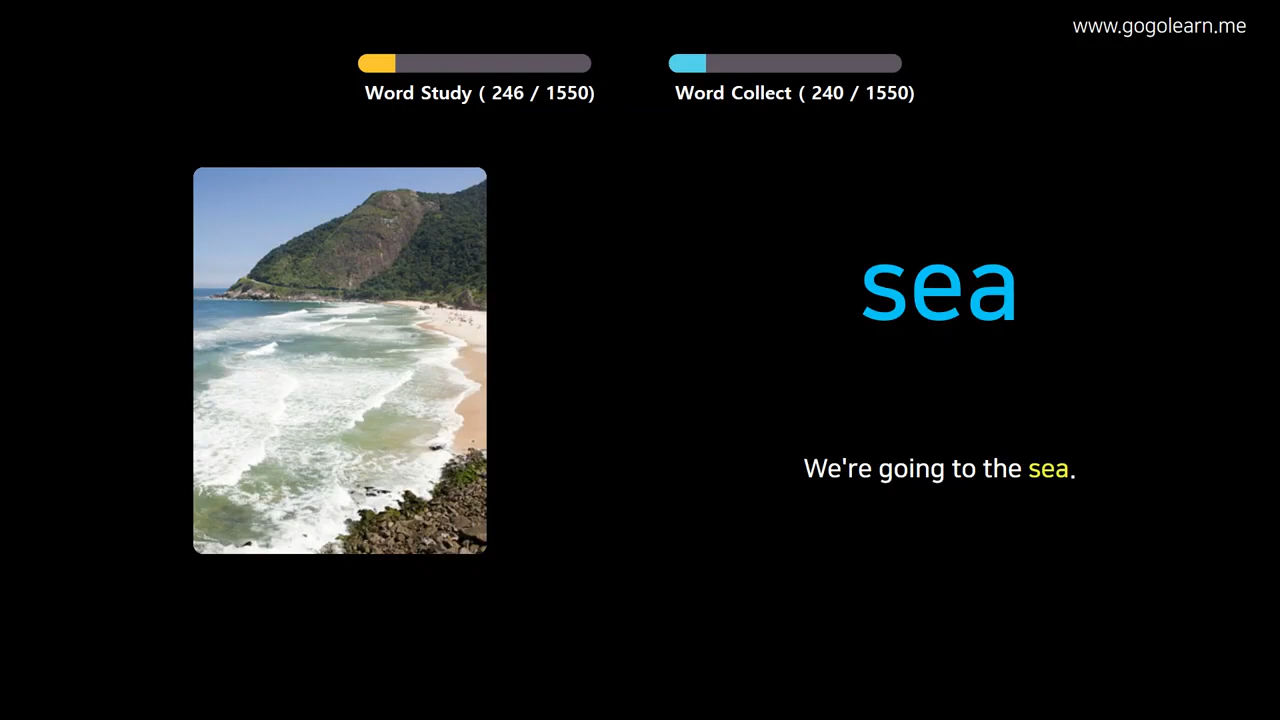 www.gogolearn.me
Word Study ( 246 / 1550)
Word Collect ( 240 / 1550)
sea
We're going to the sea.